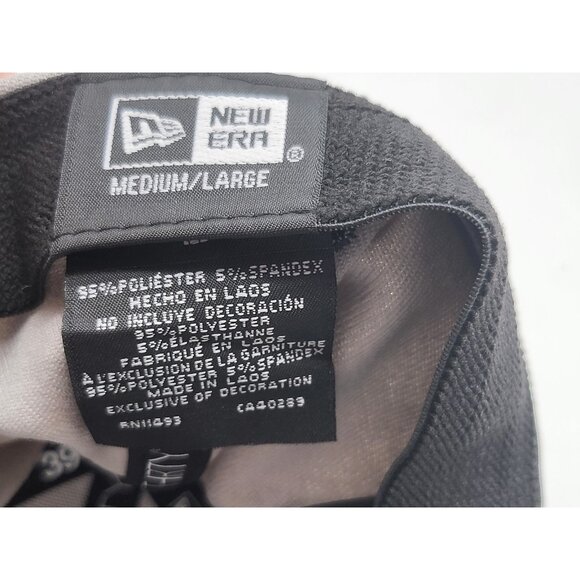 NEW
ERA
®
MEDIUM/LARGE
95%POLIÉSTER 5%SPANDEX
HECHO EN LAOS
NO INCLUYE DECORACIÓN
95%POLYESTER
5%ÉLASTHANNE
FABRIQUÉ EN LAOS
À L'EXCLUSION DE LA GARNITURE
95%POLYESTER 5%SPANDEX
MADE IN LAOS
EXCLUSIVE OF DECORATION
RN11493 CA40289
39